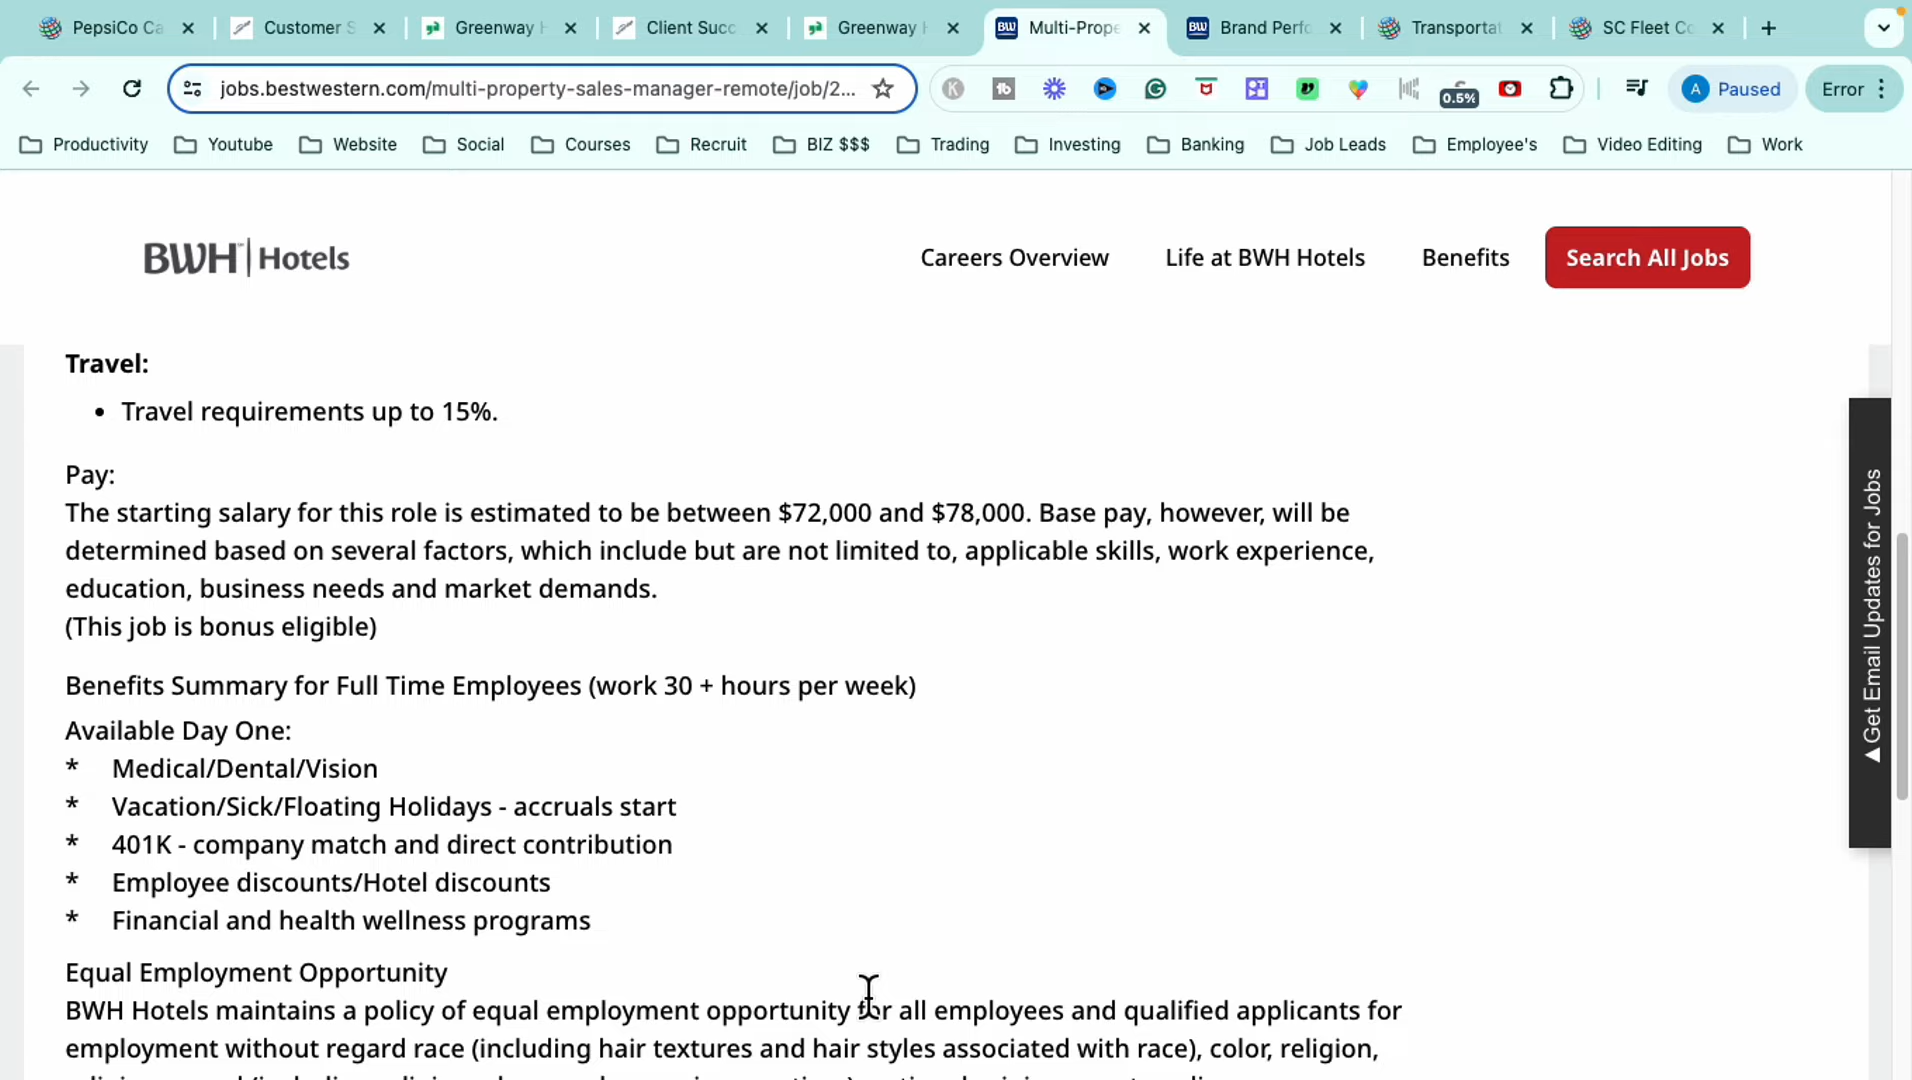 PepsiCo Ca
Customer S
Greenway H
Client Succ
Greenway H
Multi-Prope
Brand Perfo
Transportat
SC Fleet Co
jobs.bestwestern.com/multi-property-sales-manager-remote/job/2...
0.5%
A Paused
Error
Productivity
Youtube
Website
Social
Courses
Recruit
BIZ $$$
Trading
Investing
Banking
Job Leads
Employee's
Video Editing
Work
BWH Hotels
Careers Overview
Life at BWH Hotels
Benefits
Search All Jobs
Travel:
• Travel requirements up to 15%.
Pay:
The starting salary for this role is estimated to be between $72,000 and $78,000. Base pay, however, will be
determined based on several factors, which include but are not limited to, applicable skills, work experience,
education, business needs and market demands.
(This job is bonus eligible)
Benefits Summary for Full Time Employees (work 30 + hours per week)
Available Day One:
* Medical/Dental/Vision
* Vacation/Sick/Floating Holidays - accruals start
* 401K - company match and direct contribution
* Employee discounts/Hotel discounts
* Financial and health wellness programs
Equal Employment Opportunity
BWH Hotels maintains a policy of equal employment opportunity for all employees and qualified applicants for
employment without regard race (including hair textures and hair styles associated with race), color, religion,
Get Email Updates for Jobs